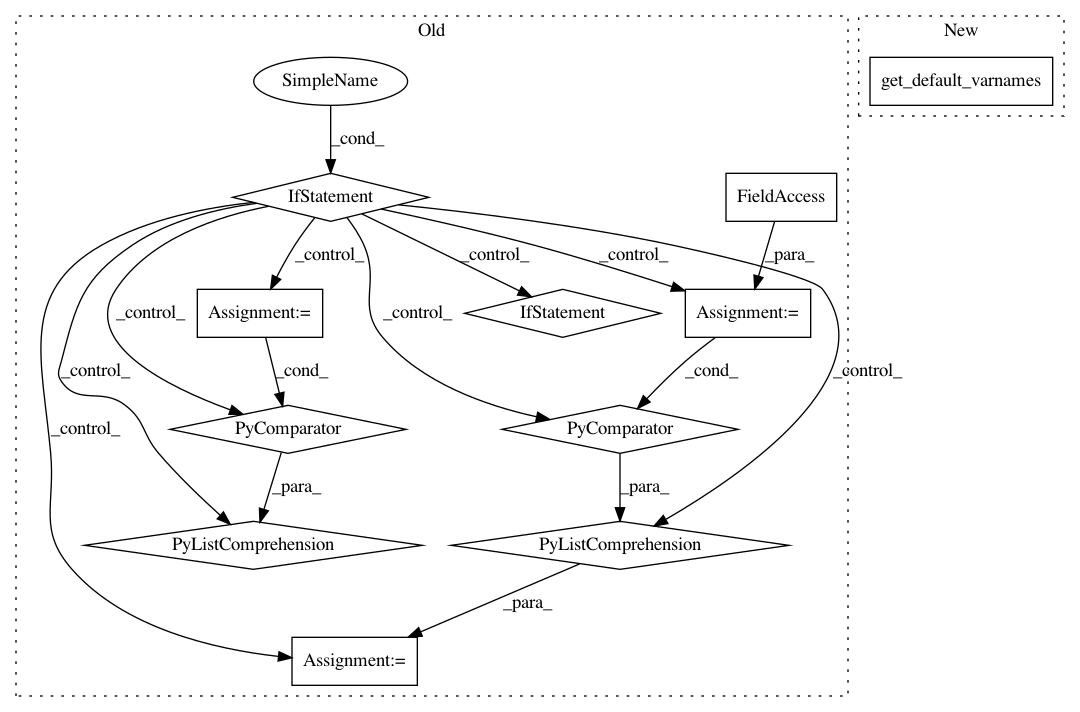 Old
New
SimpleName
get_default_varnames
_cond_
IfStatement
FieldAccess
_control_
_control_
_control_
_para_
Assignment:=
_control_
_control_
IfStatement
Assignment:=
_control_
_cond_
_cond_
_control_
_control_
PyComparator
PyComparator
_para_
_para_
PyListComprehension
PyListComprehension
_para_
Assignment:=